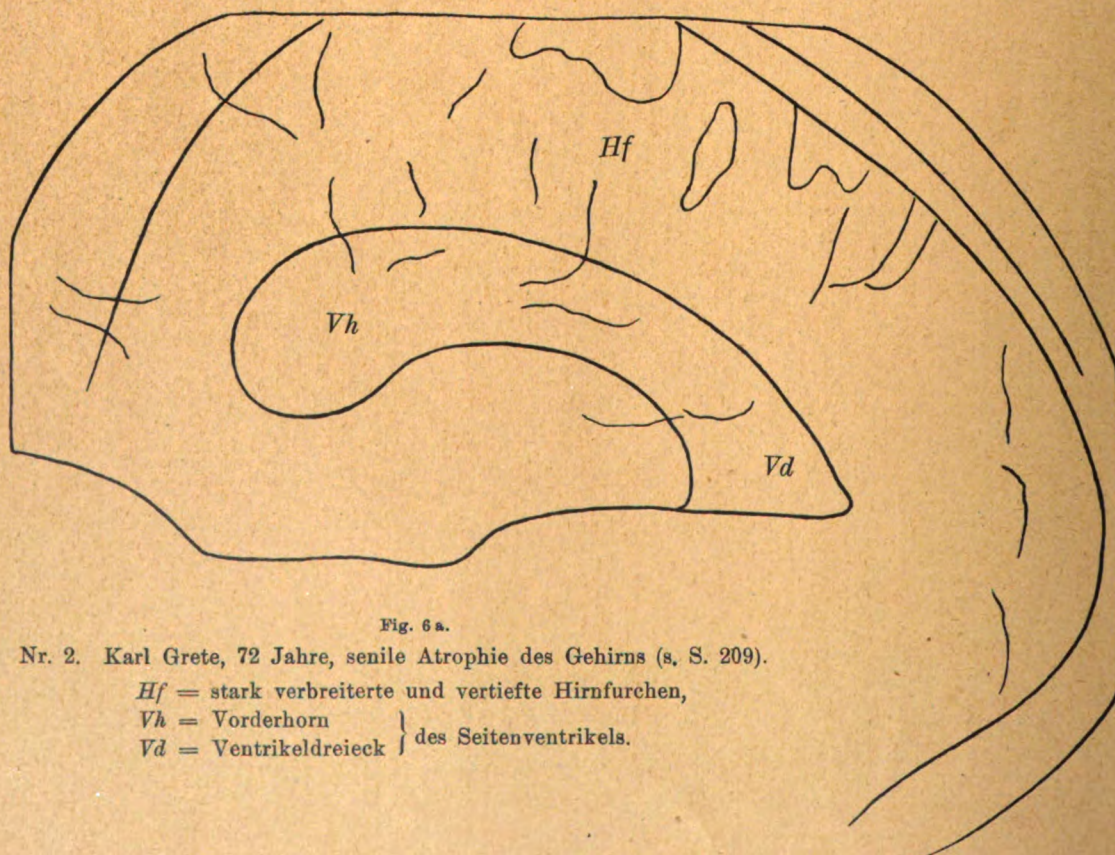 Hf
Vh
Vd
Fig. 6a.
Nr. 2. Karl Grete, 72 Jahre, senile Atrophie des Gehirns (s. S. 209).
Hf = stark verbreiterte und vertiefte Hirnfurchen,
Vh = Vorderhorn
Vd = Ventrikeldreieck } des Seitenventrikels.